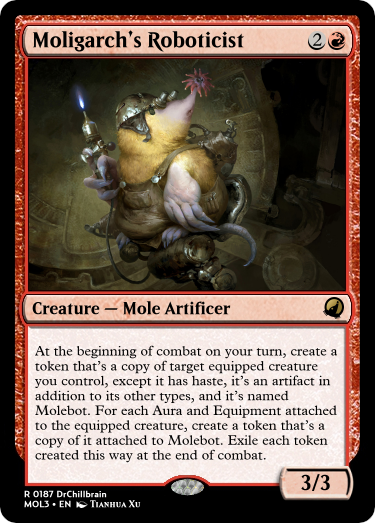 Moligarch's Roboticist 2
Creature — Mole Artificer
At the beginning of combat on your turn, create a
token that's a copy of target equipped creature
you control, except it has haste, it's an artifact in
addition to its other types, and it's named
Molebot. For each Aura and Equipment attached
to the equipped creature, create a token that's a
copy of it attached to Molebot. Exile each token
created this way at the end of combat.
3/3
R 0187 DrChillbrain
MOL3 • EN Tianhua Xu